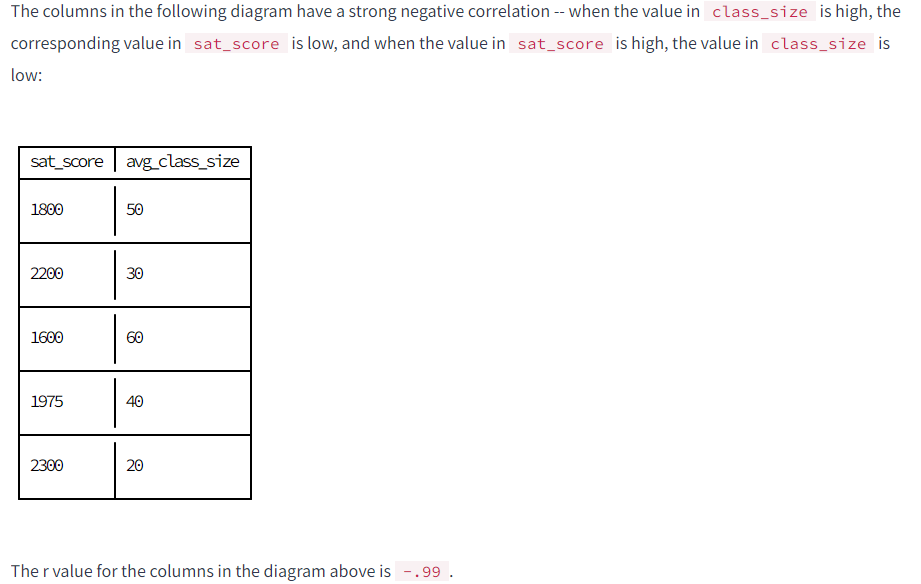 The columns in the following diagram have a strong negative correlation -- when the value in class_size is high, the
corresponding value in sat_score is low, and when the value in sat_score is high, the value in class_size is
low:
sat_score avg_class_size
1800 50
2200 30
1600 60
1975 40
2300 20
The r value for the columns in the diagram above is -.99 .